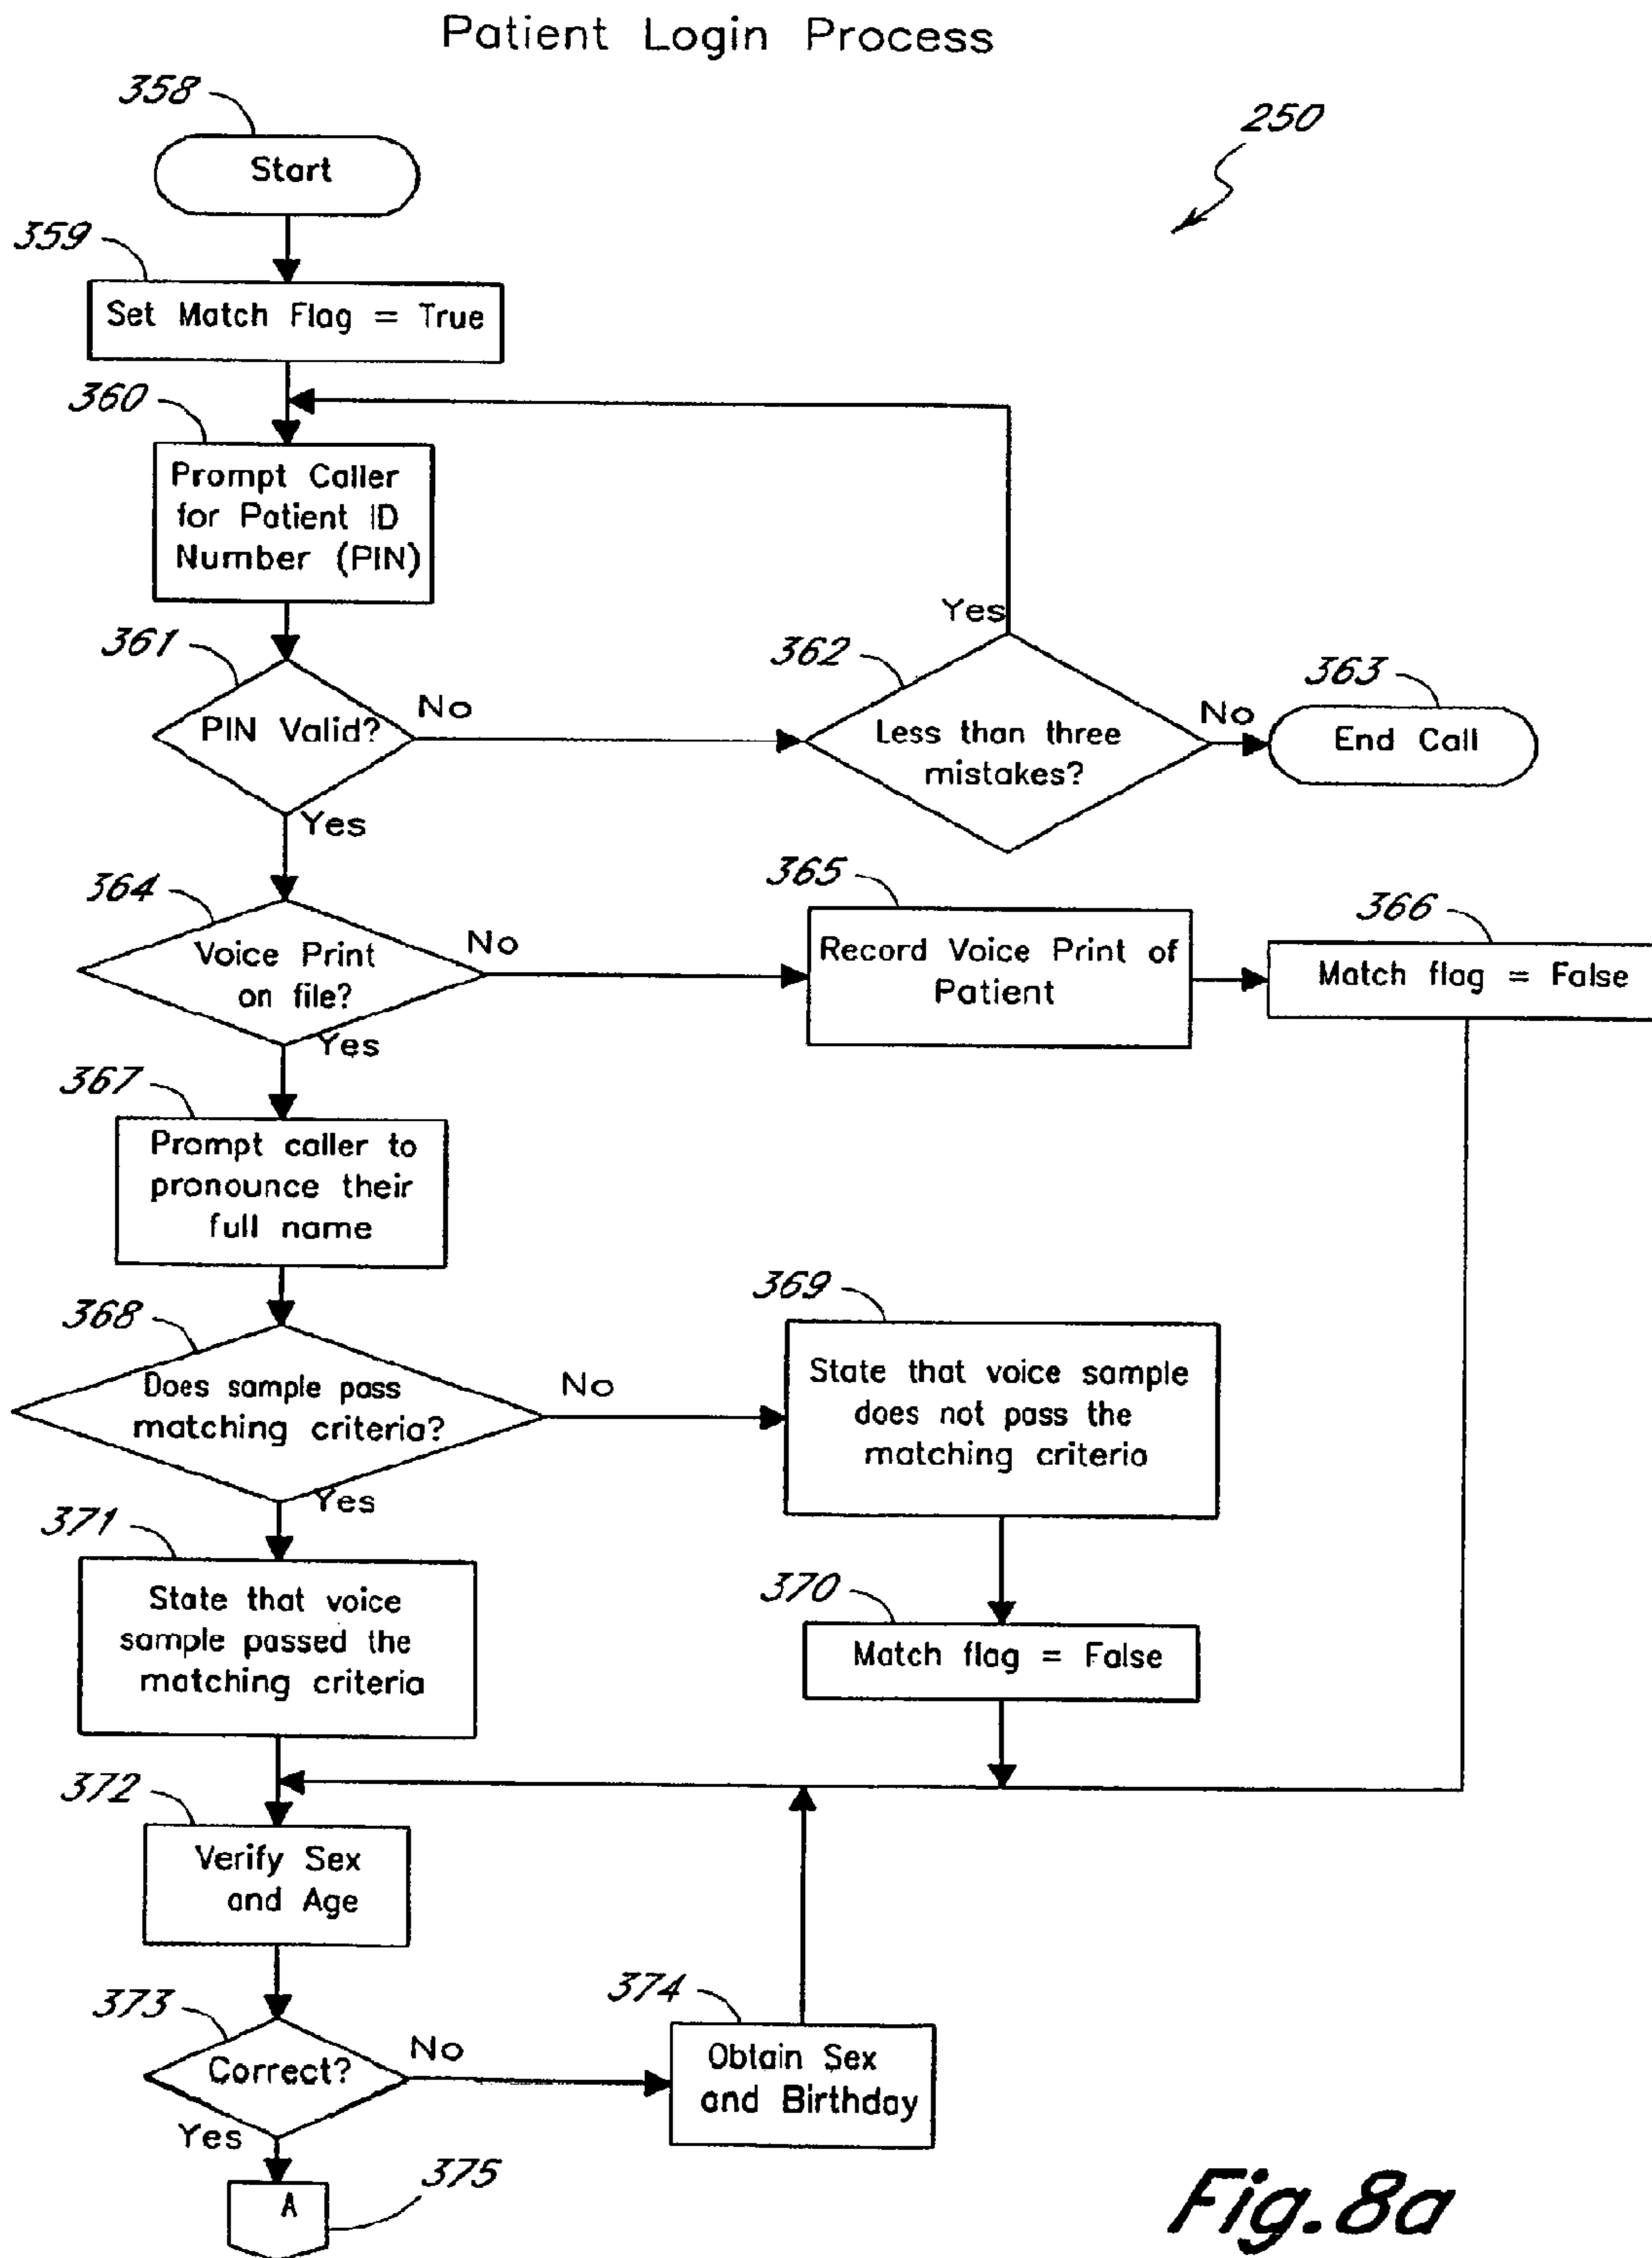 Patient Login Process
358
Start
250
359
Set Match Flag = True
360
Prompt Caller
for Patient ID
Number (PIN)
361
PIN Valid?
No
Yes
362
Less than three
mistakes?
Yes
No
363
End Call
364
Voice Print
on file?
No
Yes
365
Record Voice Print of
Patient
366
Match flag = False
367
Prompt caller to
pronounce their
full name
368
Does sample pass
matching criteria?
No
Yes
369
State that voice sample
does not pass the
matching criteria
370
Match flag = False
371
State that voice
sample passed the
matching criteria
372
Verify Sex
and Age
373
Correct?
No
Yes
374
Obtain Sex
and Birthday
375
A
Fig.8a